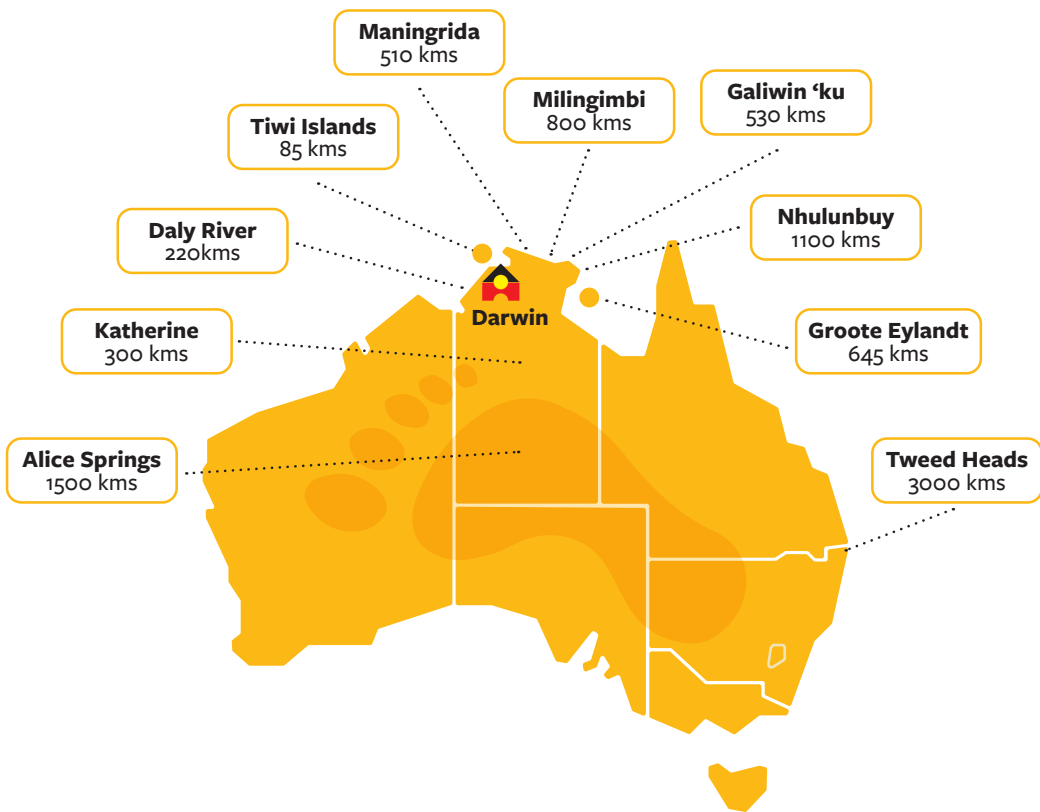 Maningrida
510 kms
Milingimbi
800 kms
Galiwin ‘ku
530 kms
Tiwi Islands
85 kms
Nhulunbuy
1100 kms
Daly River
220kms
Darwin
Katherine
300 kms
Groote Eylandt
645 kms
Alice Springs
1500 kms
Tweed Heads
3000 kms